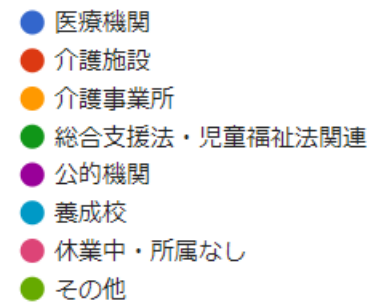 医療機関
介護施設
介護事業所
総合支援法・児童福祉法関連
公的機関
養成校
休業中・所属なし
その他